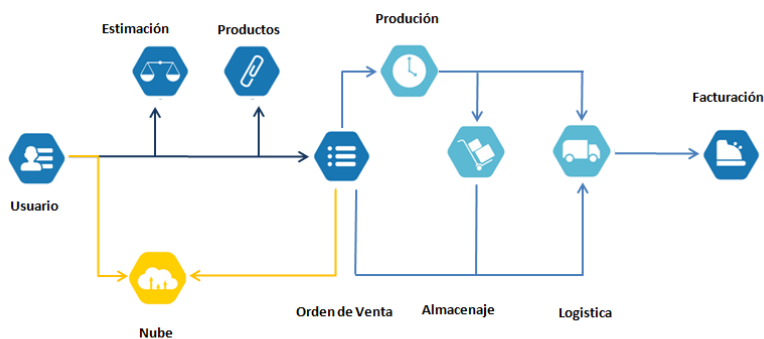 Produción
Estimación
Productos
Facturación
Usuario
Orden de Venta
Almacenaje
Logistica
Nube